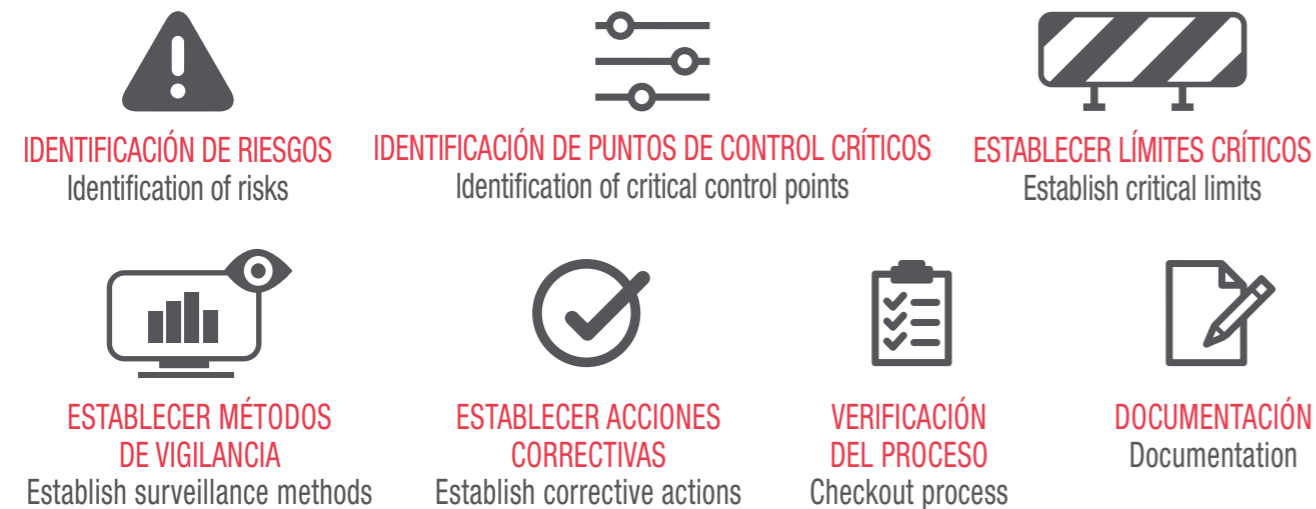 IDENTIFICACIÓN DE RIESGOS
Identification of risks
IDENTIFICACIÓN DE PUNTOS DE CONTROL CRÍTICOS
Identification of critical control points
ESTABLECER LÍMITES CRÍTICOS
Establish critical limits
ESTABLECER MÉTODOS
DE VIGILANCIA
Establish surveillance methods
ESTABLECER ACCIONES
CORRECTIVAS
Establish corrective actions
VERIFICACIÓN
DEL PROCESO
Checkout process
DOCUMENTACIÓN
Documentation